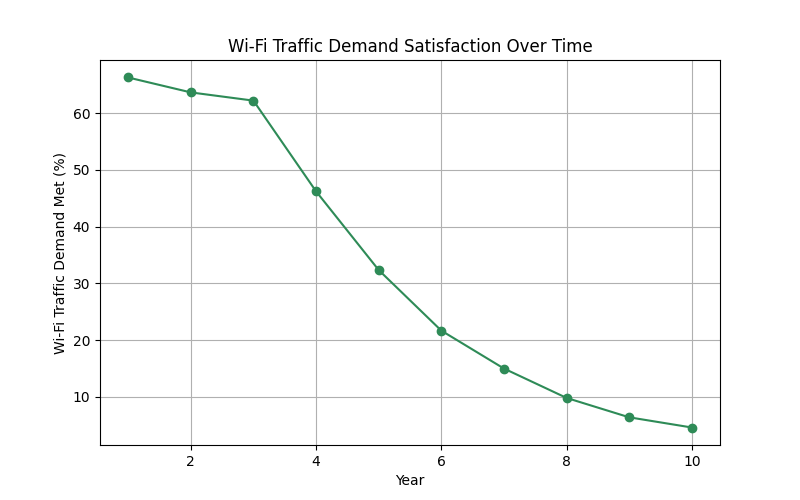 Wi-Fi Traffic Demand Satisfaction Over Time
Wi-Fi Traffic Demand Met (%)
60
50
40
30
20
10
2 4 6 8 10
Year